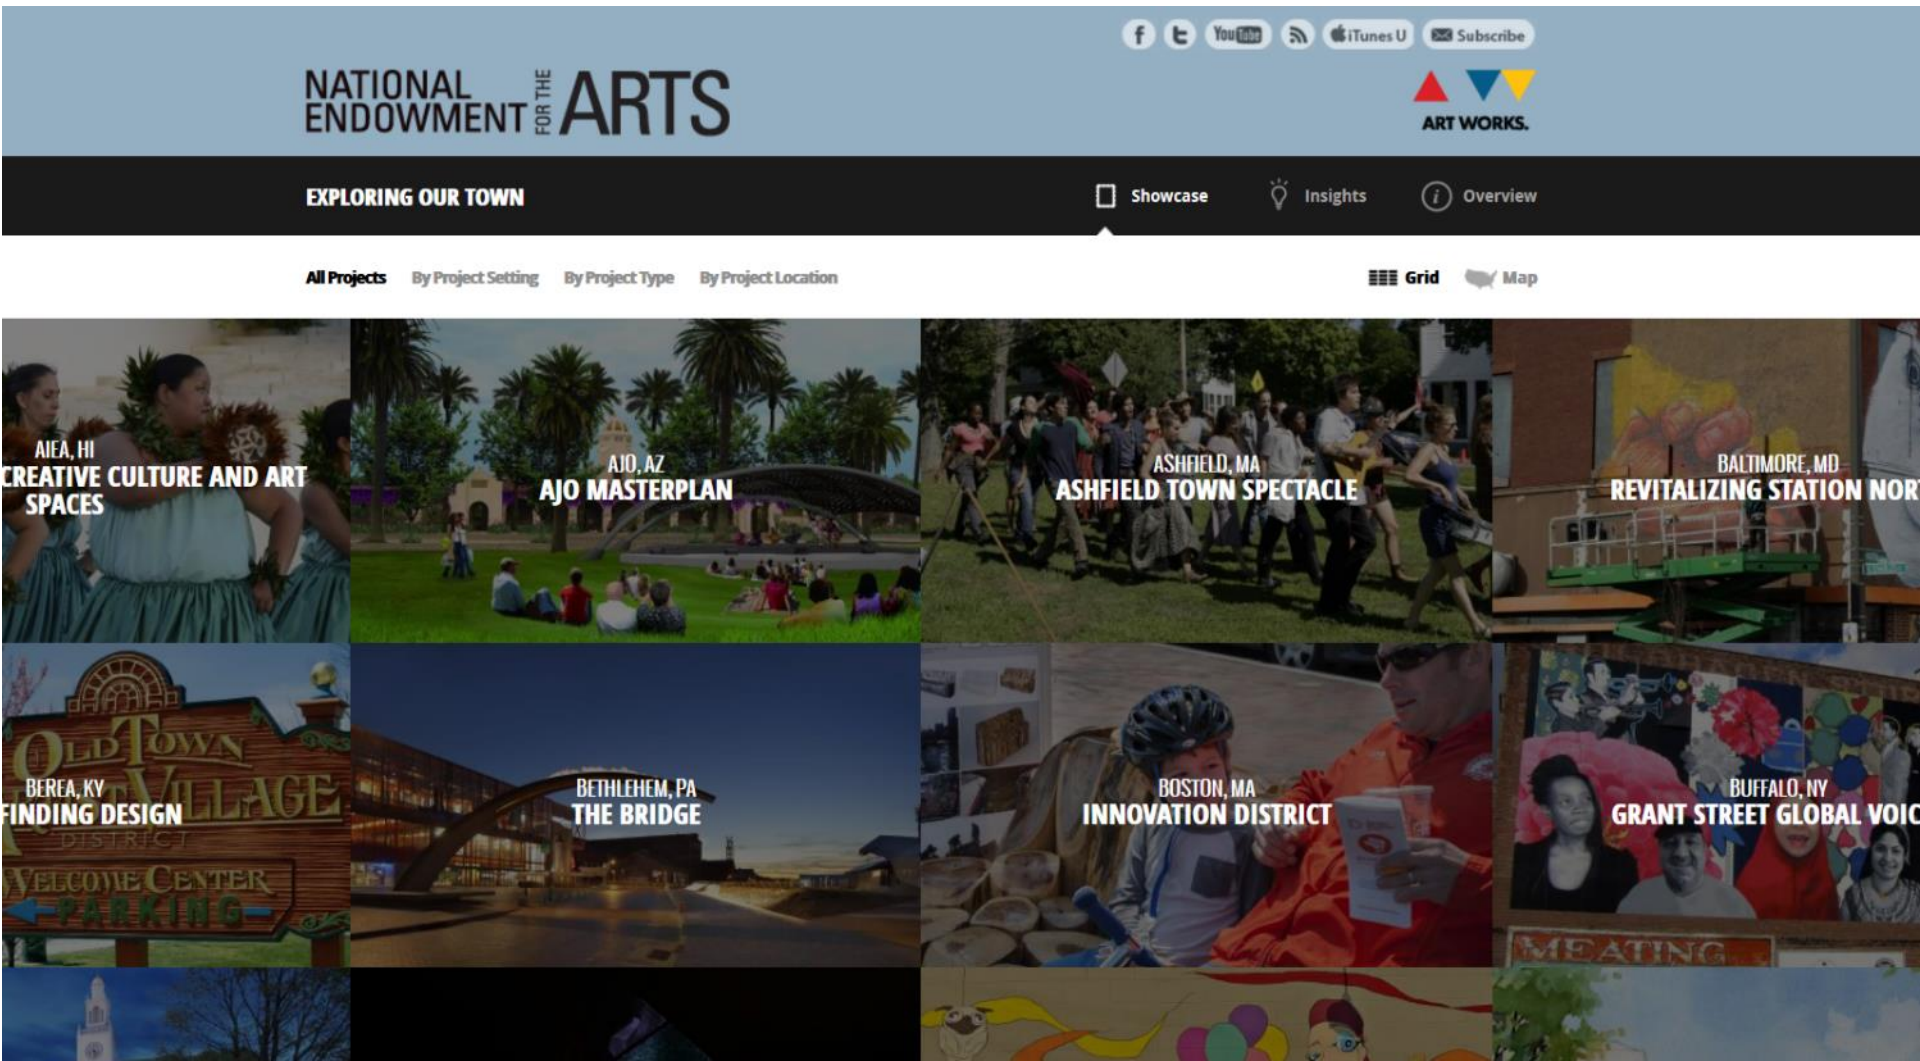 f t YouTube iTunes U Subscribe
NATIONAL
ENDOWMENT FOR THE ARTS
ART WORKS.
EXPLORING OUR TOWN
Showcase Insights i Overview
All Projects By Project Setting By Project Type By Project Location
Grid Map
AIEA, HI
CREATIVE CULTURE AND ART
SPACES
AJO, AZ
AJO MASTERPLAN
ASHFIELD, MA
ASHFIELD TOWN SPECTACLE
BALTIMORE, MD
REVITALIZING STATION NORT
OLD TOWN
VILLAGE
DISTRICT
WELCOME CENTER
PARKING
BEREA, KY
FINDING DESIGN
BETHLEHEM, PA
THE BRIDGE
BOSTON, MA
INNOVATION DISTRICT
BUFFALO, NY
GRANT STREET GLOBAL VOIC
MEATING